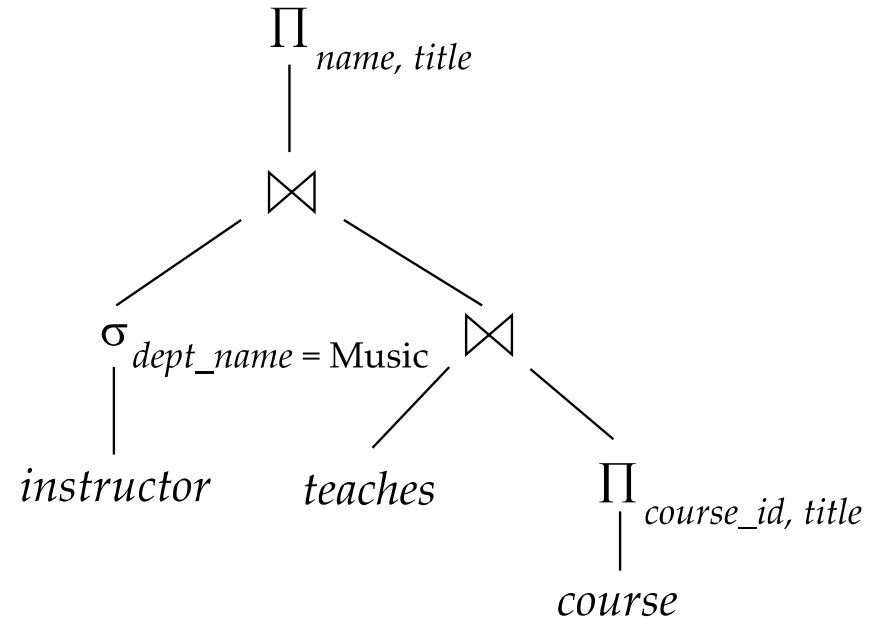 ∏ name, title
⋈
σ dept_name = Music
⋈
instructor
teaches
∏ course_id, title
course